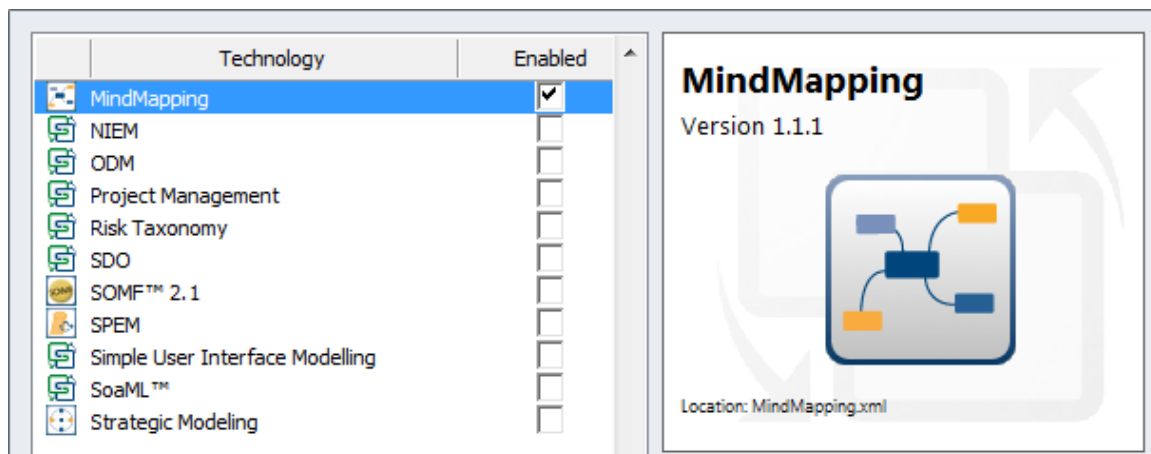 Technology Enabled
MindMapping
NIEM
ODM
Project Management
Risk Taxonomy
SDO
SOMF™ 2.1
SPEM
Simple User Interface Modelling
SoaML™
Strategic Modeling
MindMapping
Version 1.1.1
Location: MindMapping.xml